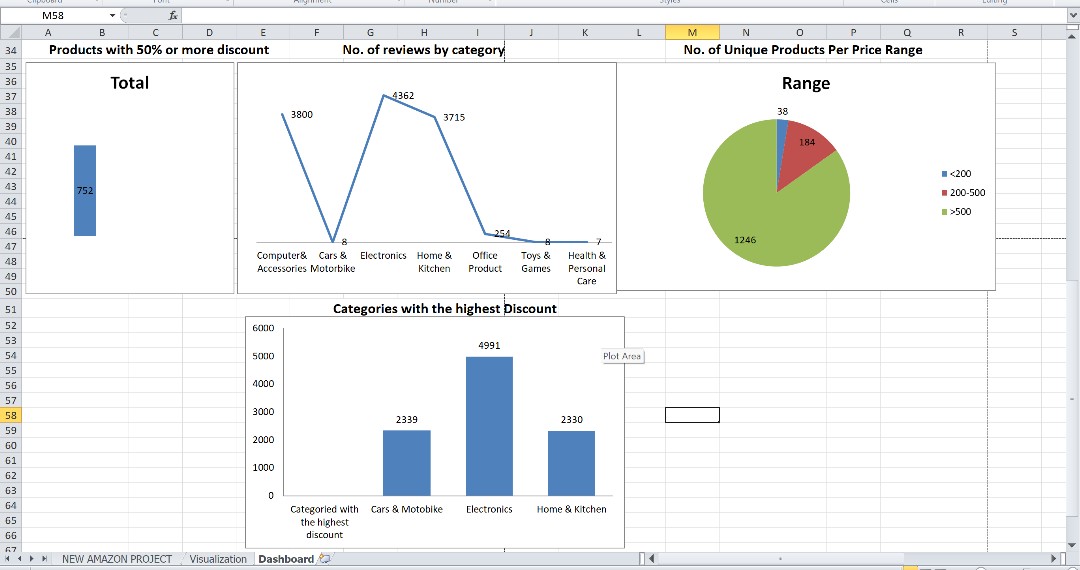 Clipboard Font Alignment Number Styles Cells Editing
M58 fx
A B C D E F G H I J K L M N O P Q R S
34 Products with 50% or more discount No. of reviews by category No. of Unique Products Per Price Range
35
36
37
38
39
40
41
42
43
44
45
46
47
48
49
50
Total
752
4362
3800
3715
254
8
8
7
Computer& Accessories
Cars & Motorbike
Electronics
Home & Kitchen
Office Product
Toys & Games
Health & Personal Care
Range
38
184
1246
<200
200-500
>500
51 Categories with the highest Discount
52
53
54
55
56
57
58
59
60
61
62
63
64
65
66
67
6000
5000
4000
3000
2000
1000
0
4991
2339
2330
Plot Area
Categoried with the highest discount
Cars & Motobike
Electronics
Home & Kitchen
NEW AMAZON PROJECT Visualization Dashboard